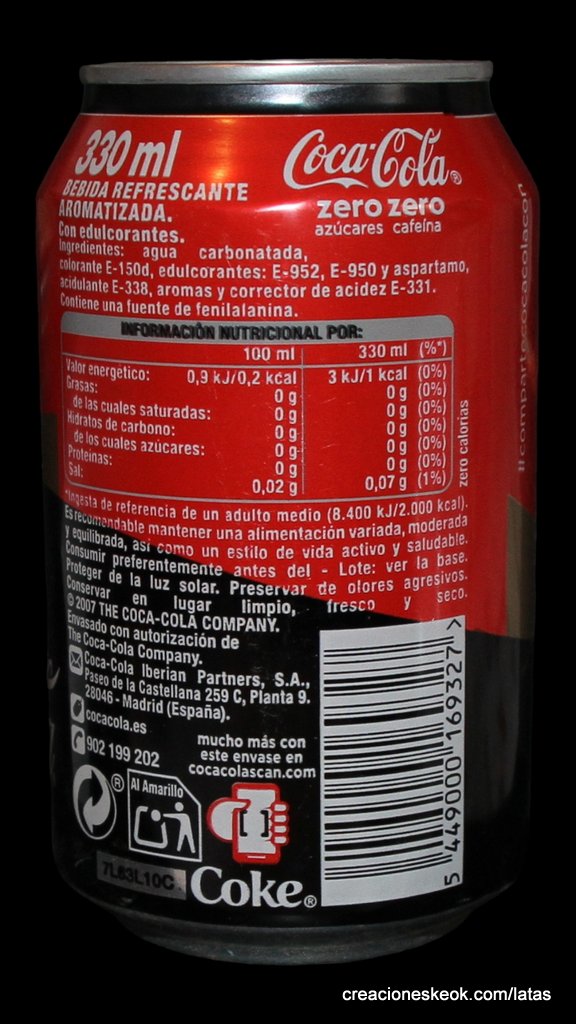 330 ml
BEBIDA REFRESCANTE
AROMATIZADA.
Con edulcorantes.
Coca-Cola®
zero zero
azúcares cafeína
Ingredientes: agua carbonatada,
colorante E-150d, edulcorantes: E-952, E-950 y aspartamo,
acidulante E-338, aromas y corrector de acidez E-331.
Contiene una fuente de fenilalanina.
INFORMACIÓN NUTRICIONAL POR:
100 ml 330 ml (%*)
Valor energético: 0,9 kJ/0,2 kcal 3 kJ/1 kcal (0%)
Grasas: 0 g 0 g (0%)
de las cuales saturadas: 0 g 0 g (0%)
Hidratos de carbono: 0 g 0 g (0%)
de los cuales azúcares: 0 g 0 g (0%)
Proteínas: 0 g 0 g (0%)
Sal: 0,02 g 0,07 g (1%)
zero calorías
#compartecocacolacon
*Ingesta de referencia de un adulto medio (8.400 kJ/2.000 kcal).
Es recomendable mantener una alimentación variada, moderada
y equilibrada, así como un estilo de vida activo y saludable.
Consumir preferentemente antes del - Lote: ver la base.
Proteger de la luz solar. Preservar de olores agresivos.
Conservar en lugar limpio, fresco y seco.
© 2007 THE COCA-COLA COMPANY.
Envasado con autorización de
The Coca-Cola Company.
Coca-Cola Iberian Partners, S.A.,
Paseo de la Castellana 259 C, Planta 9.
28046 - Madrid (España).
cocacola.es
902 199 202
mucho más con
este envase en
cocacolascan.com
®
Al Amarillo
7L83L10C
Coke®
5 449000 169327 >
creacioneskeok.com/latas